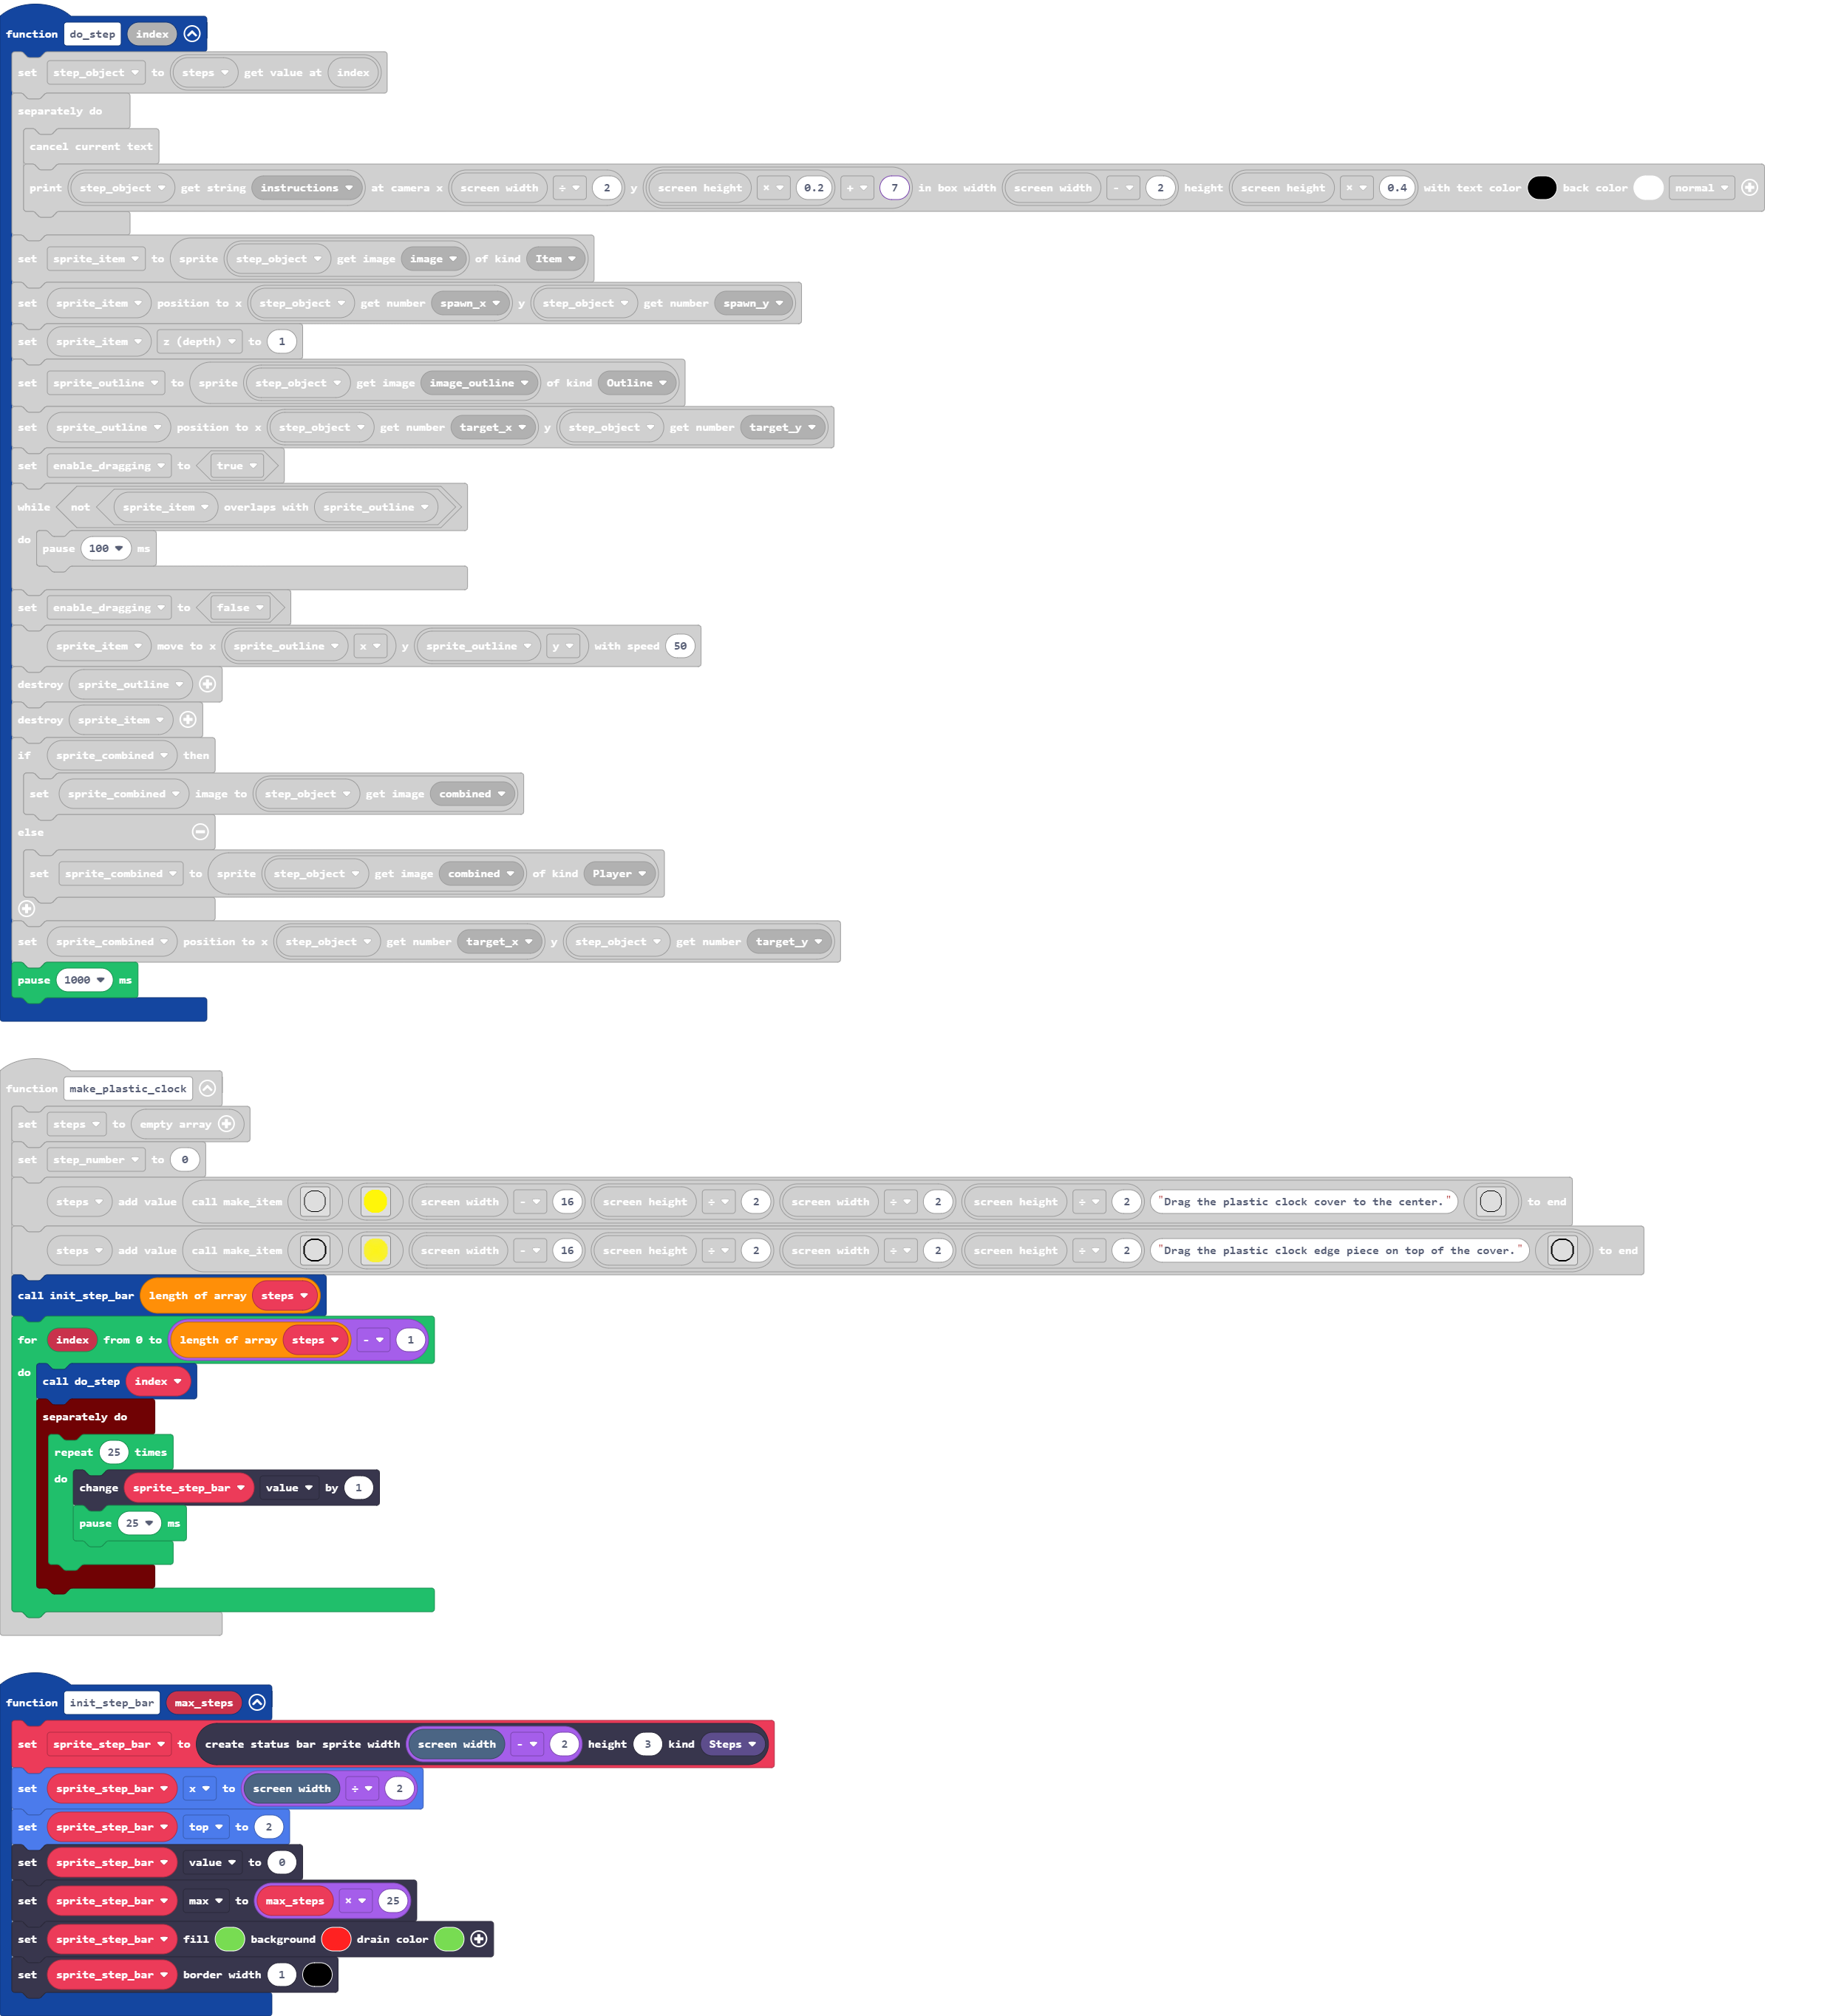 function do_step index
set step_object to steps get value at index
separately do
cancel current text
print step_object get string instructions at camera x screen width ÷ 2 y screen height × 0.2 + 7 in box width screen width - 2 height screen height × 0.4 with text color back color normal
set sprite_item to sprite step_object get image image of kind Item
set sprite_item position to x step_object get number spawn_x y step_object get number spawn_y
set sprite_item z (depth) to 1
set sprite_outline to sprite step_object get image image_outline of kind Outline
set sprite_outline position to x step_object get number target_x y step_object get number target_y
set enable_dragging to true
while not sprite_item overlaps with sprite_outline
do pause 100 ms
set enable_dragging to false
sprite_item move to x sprite_outline x y sprite_outline y with speed 50
destroy sprite_outline
destroy sprite_item
if sprite_combined then
set sprite_combined image to step_object get image combined
else
set sprite_combined to sprite step_object get image combined of kind Player
set sprite_combined position to x step_object get number target_x y step_object get number target_y
pause 1000 ms
function make_plastic_clock
set steps to empty array
set step_number to 0
steps add value call make_item screen width - 16 screen height ÷ 2 screen width ÷ 2 screen height ÷ 2 "Drag the plastic clock cover to the center." to end
steps add value call make_item screen width - 16 screen height ÷ 2 screen width ÷ 2 screen height ÷ 2 "Drag the plastic clock edge piece on top of the cover." to end
call init_step_bar length of array steps
for index from 0 to length of array steps - 1
do call do_step index
separately do
repeat 25 times
do change sprite_step_bar value by 1
pause 25 ms
function init_step_bar max_steps
set sprite_step_bar to create status bar sprite width screen width - 2 height 3 kind Steps
set sprite_step_bar x to screen width ÷ 2
set sprite_step_bar top to 2
set sprite_step_bar value to 0
set sprite_step_bar max to max_steps × 25
set sprite_step_bar fill background drain color
set sprite_step_bar border width 1